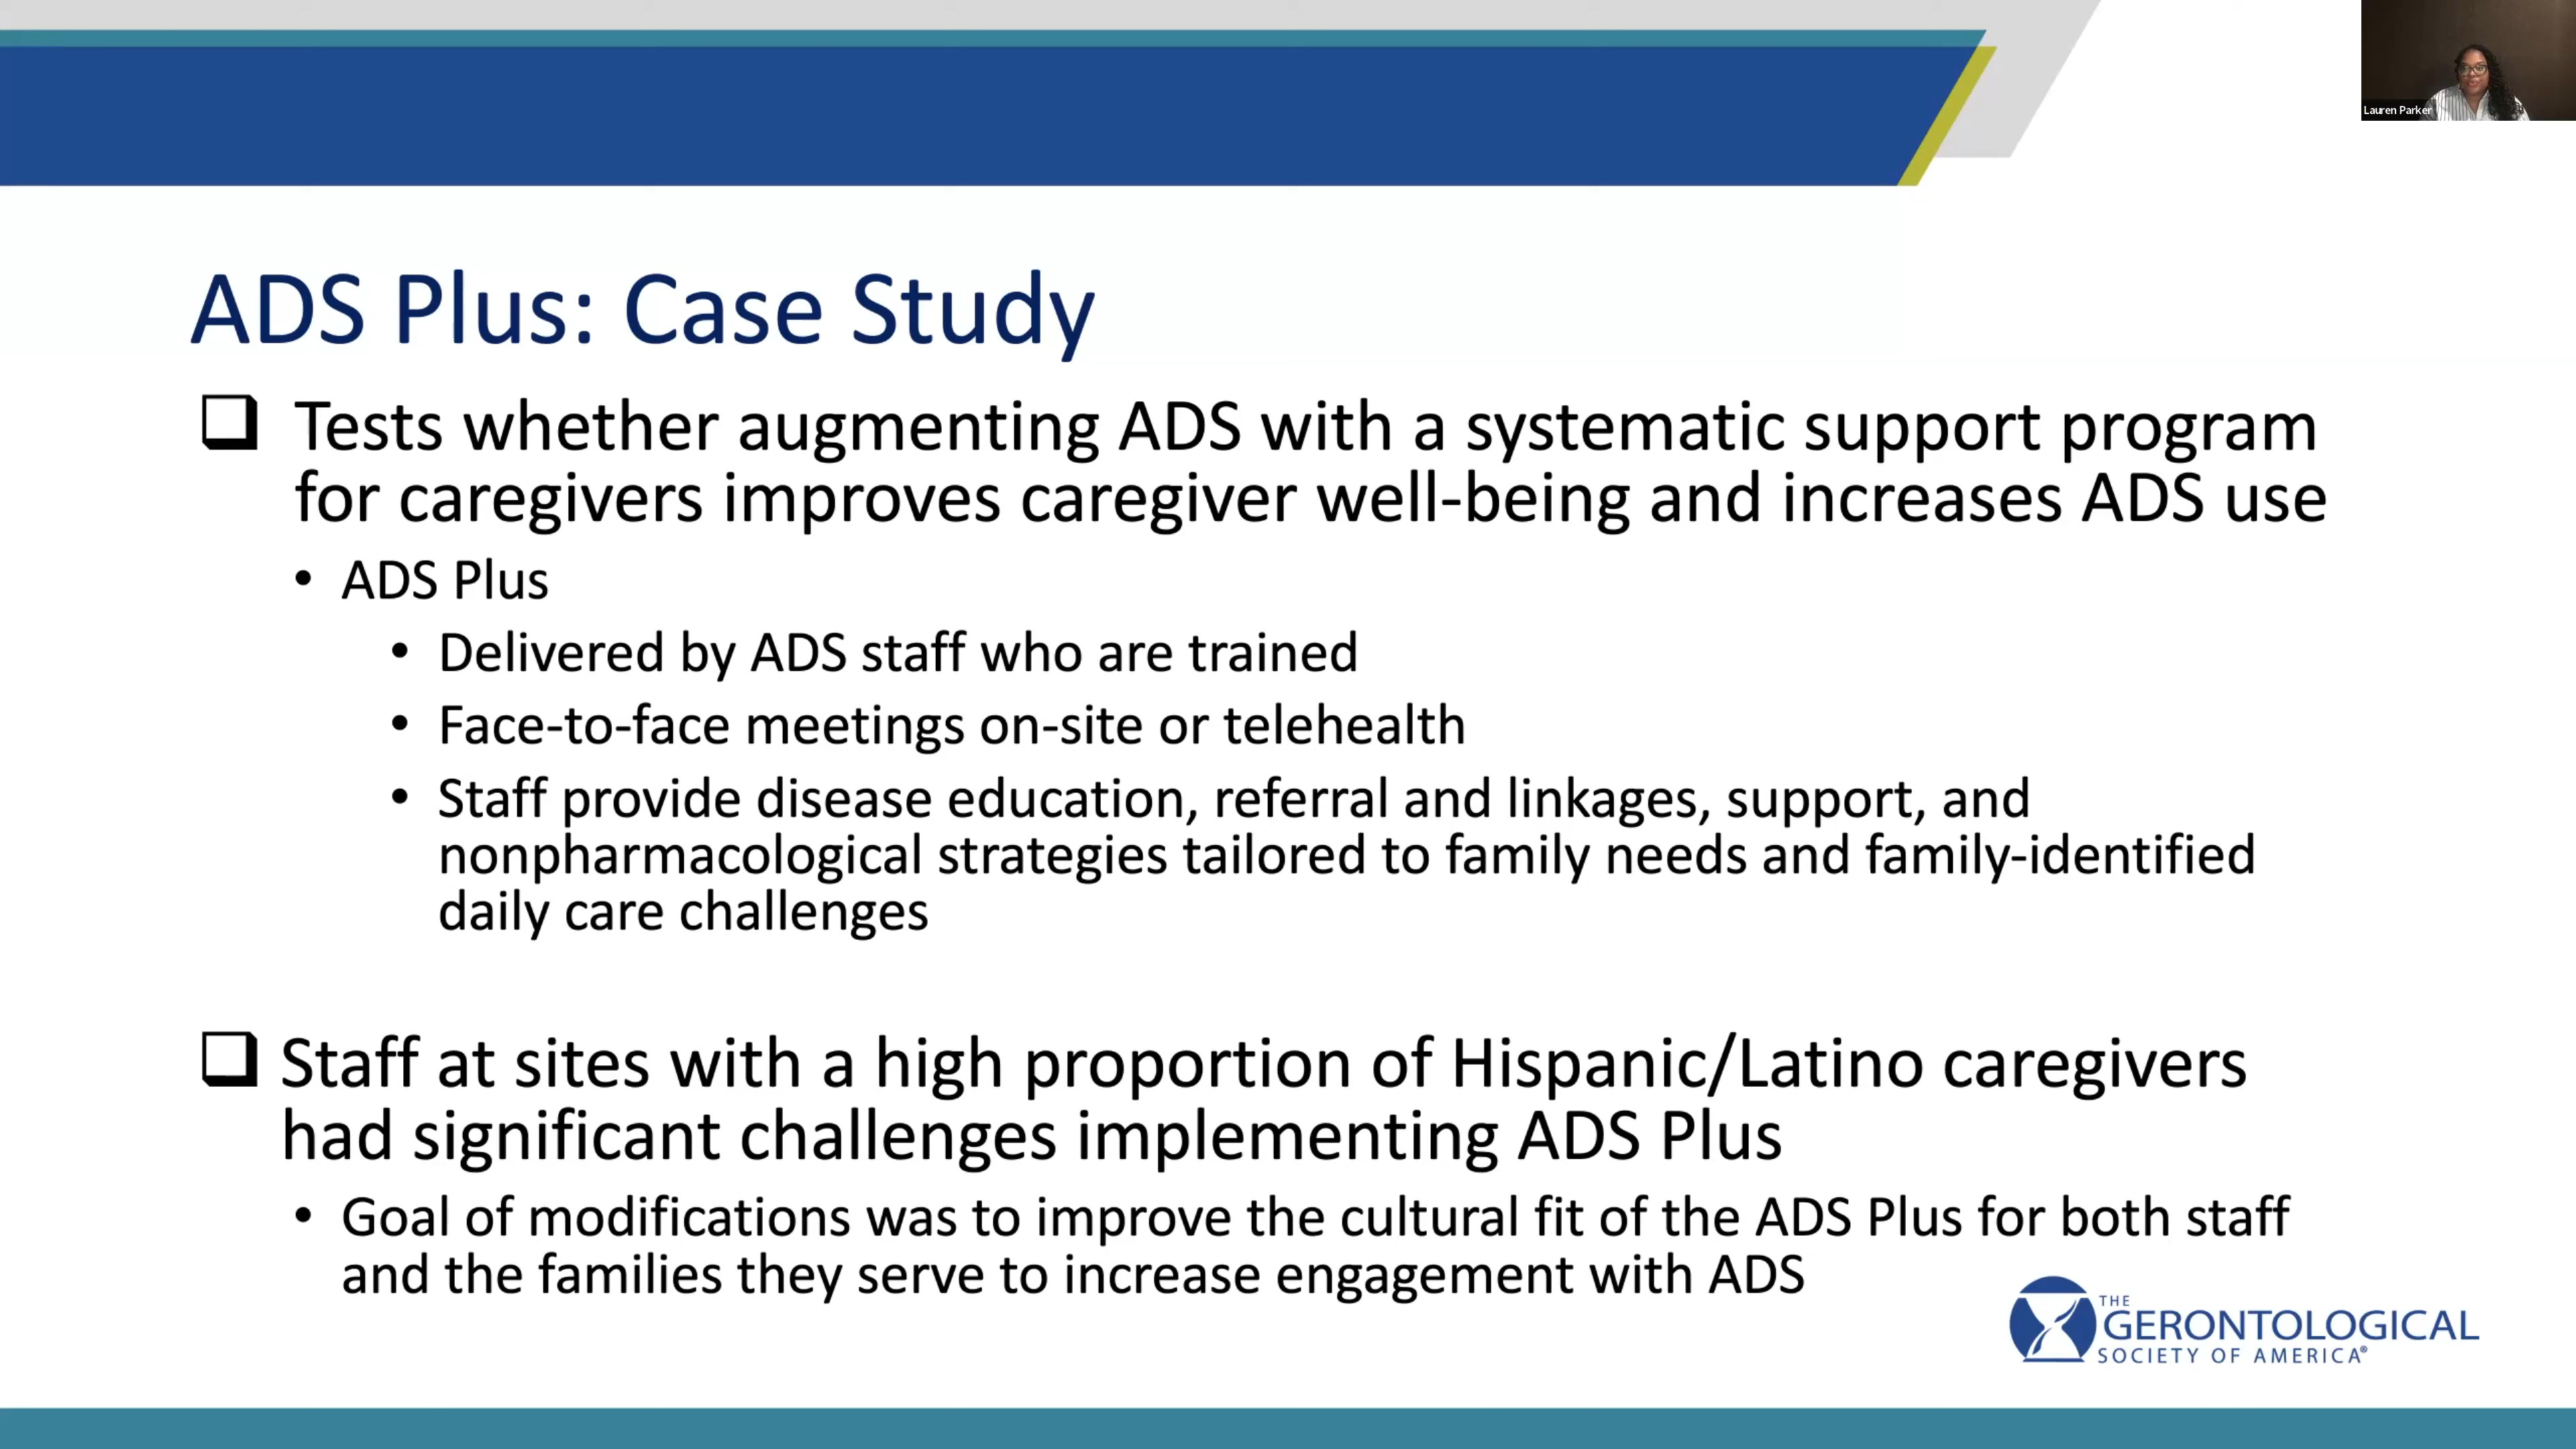 Lauren Parker
ADS Plus: Case Study
Tests whether augmenting ADS with a systematic support program
for caregivers improves caregiver well-being and increases ADS use
• ADS Plus
• Delivered by ADS staff who are trained
• Face-to-face meetings on-site or telehealth
• Staff provide disease education, referral and linkages, support, and
nonpharmacological strategies tailored to family needs and family-identified
daily care challenges
Staff at sites with a high proportion of Hispanic/Latino caregivers
had significant challenges implementing ADS Plus
• Goal of modifications was to improve the cultural fit of the ADS Plus for both staff
and the families they serve to increase engagement with ADS
THE
GERONTOLOGICAL
SOCIETY OF AMERICA®